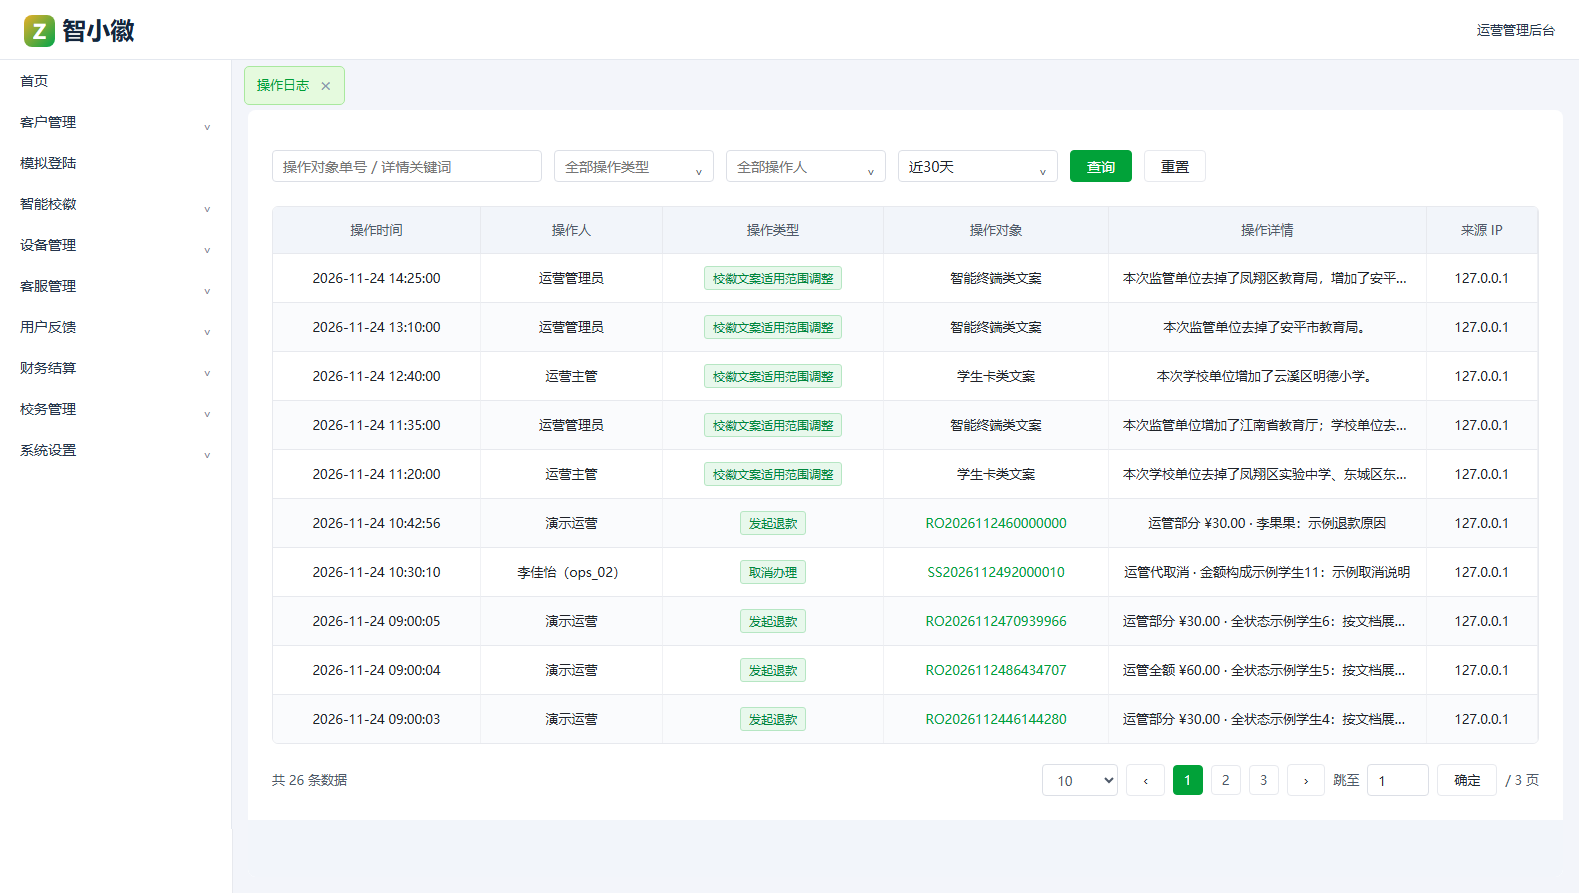 Z 智小徽
运营管理后台
首页
客户管理
模拟登陆
智能校徽
设备管理
客服管理
用户反馈
财务结算
校务管理
系统设置
操作日志 ×
操作对象单号 / 详情关键词 全部操作类型 全部操作人 近30天 查询 重置
操作时间 操作人 操作类型 操作对象 操作详情 来源 IP
2026-11-24 14:25:00 运营管理员 校徽文案适用范围调整 智能终端类文案 本次监管单位去掉了凤翔区教育局，增加了安平... 127.0.0.1
2026-11-24 13:10:00 运营管理员 校徽文案适用范围调整 智能终端类文案 本次监管单位去掉了安平市教育局。 127.0.0.1
2026-11-24 12:40:00 运营主管 校徽文案适用范围调整 学生卡类文案 本次学校单位增加了云溪区明德小学。 127.0.0.1
2026-11-24 11:35:00 运营管理员 校徽文案适用范围调整 智能终端类文案 本次监管单位增加了江南省教育厅；学校单位去... 127.0.0.1
2026-11-24 11:20:00 运营主管 校徽文案适用范围调整 学生卡类文案 本次学校单位去掉了凤翔区实验中学、东城区东... 127.0.0.1
2026-11-24 10:42:56 演示运营 发起退款 RO2026112460000000 运管部分 ¥30.00 · 李果果：示例退款原因 127.0.0.1
2026-11-24 10:30:10 李佳怡（ops_02） 取消办理 SS2026112492000010 运管代取消 · 金额构成示例学生11：示例取消说明 127.0.0.1
2026-11-24 09:00:05 演示运营 发起退款 RO2026112470939966 运管部分 ¥30.00 · 全状态示例学生6：按文档展... 127.0.0.1
2026-11-24 09:00:04 演示运营 发起退款 RO2026112486434707 运管全额 ¥60.00 · 全状态示例学生5：按文档展... 127.0.0.1
2026-11-24 09:00:03 演示运营 发起退款 RO2026112446144280 运管部分 ¥30.00 · 全状态示例学生4：按文档展... 127.0.0.1
共 26 条数据 10 ‹ 1 2 3 › 跳至 1 确定 / 3 页